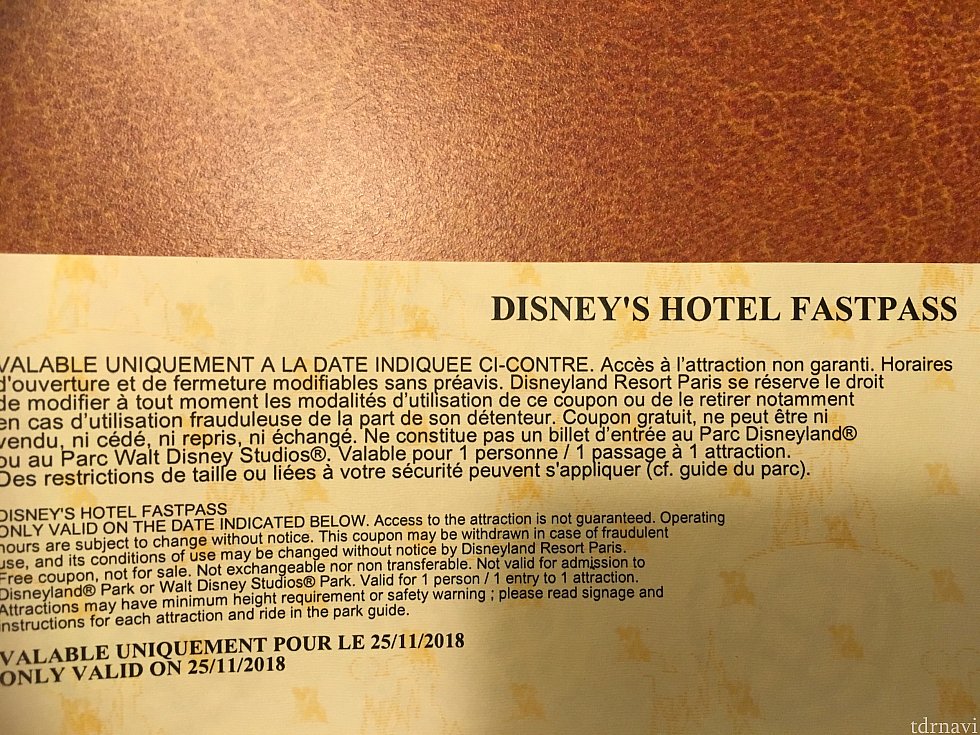 DISNEY'S HOTEL FASTPASS
VALABLE UNIQUEMENT A LA DATE INDIQUEE CI-CONTRE. Accès à l'attraction non garanti. Horaires
d'ouverture et de fermeture modifiables sans préavis. Disneyland Resort Paris se réserve le droit
de modifier à tout moment les modalités d'utilisation de ce coupon ou de le retirer notamment
en cas d'utilisation frauduleuse de la part de son détenteur. Coupon gratuit, ne peut être ni
vendu, ni cédé, ni repris, ni échangé. Ne constitue pas un billet d'entrée au Parc Disneyland®
ou au Parc Walt Disney Studios®. Valable pour 1 personne / 1 passage à 1 attraction.
Des restrictions de taille ou liées à votre sécurité peuvent s'appliquer (cf. guide du parc).
DISNEY'S HOTEL FASTPASS
ONLY VALID ON THE DATE INDICATED BELOW. Access to the attraction is not guaranteed. Operating
hours are subject to change without notice. This coupon may be withdrawn in case of fraudulent
use, and its conditions of use may be changed without notice by Disneyland Resort Paris.
Free coupon, not for sale. Not exchangeable nor non transferable. Not valid for admission to
Disneyland® Park or Walt Disney Studios® Park. Valid for 1 person / 1 entry to 1 attraction.
Attractions may have minimum height requirement or safety warning ; please read signage and
instructions for each attraction and ride in the park guide.
VALABLE UNIQUEMENT POUR LE 25/11/2018
ONLY VALID ON 25/11/2018
tdrnavi